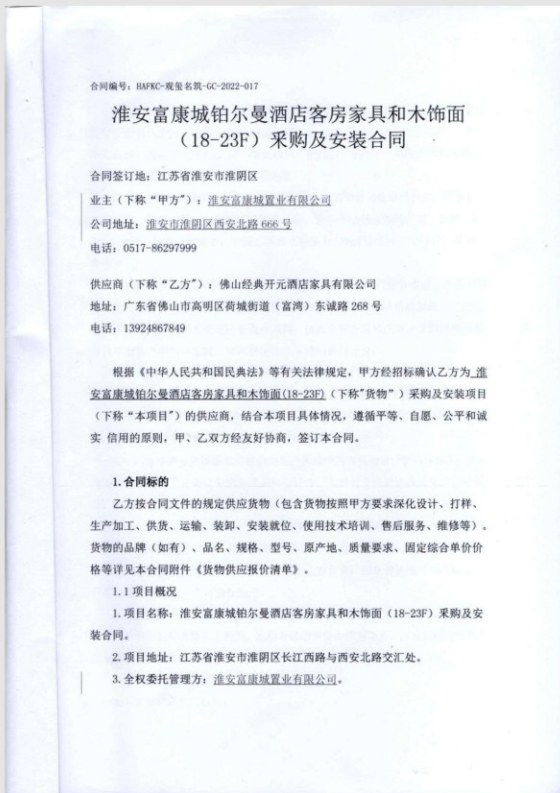 合同编号：HAFKC-观玺名筑-GC-2022-017
淮安富康城铂尔曼酒店客房家具和木饰面
（18-23F）采购及安装合同
合同签订地：江苏省淮安市淮阴区
业主（下称“甲方”）：淮安富康城置业有限公司
公司地址：淮安市淮阴区西安北路 666 号
电话：0517-86297999
供应商（下称“乙方”）：佛山经典开元酒店家具有限公司
地址：广东省佛山市高明区荷城街道（富湾）东诚路 268 号
电话：13924867849
根据《中华人民共和国民典法》等有关法律规定，甲方经招标确认乙方为 淮
安富康城铂尔曼酒店客房家具和木饰面(18-23F)（下称“货物”）采购及安装项目
（下称“本项目”）的供应商，结合本项目具体情况，遵循平等、自愿、公平和诚
实 信用的原则，甲、乙双方经友好协商，签订本合同。
1.合同标的
乙方按合同文件的规定供应货物（包含货物按照甲方要求深化设计、打样、
生产加工、供货、运输、装卸、安装就位、使用技术培训、售后服务、维修等）。
货物的品牌（如有）、品名、规格、型号、原产地、质量要求、固定综合单价价
格等详见本合同附件《货物供应报价清单》。
1.1 项目概况
1.项目名称：淮安富康城铂尔曼酒店客房家具和木饰面（18-23F）采购及安
装合同。
2.项目地址：江苏省淮安市淮阴区长江西路与西安北路交汇处。
3.全权委托管理方：淮安富康城置业有限公司。